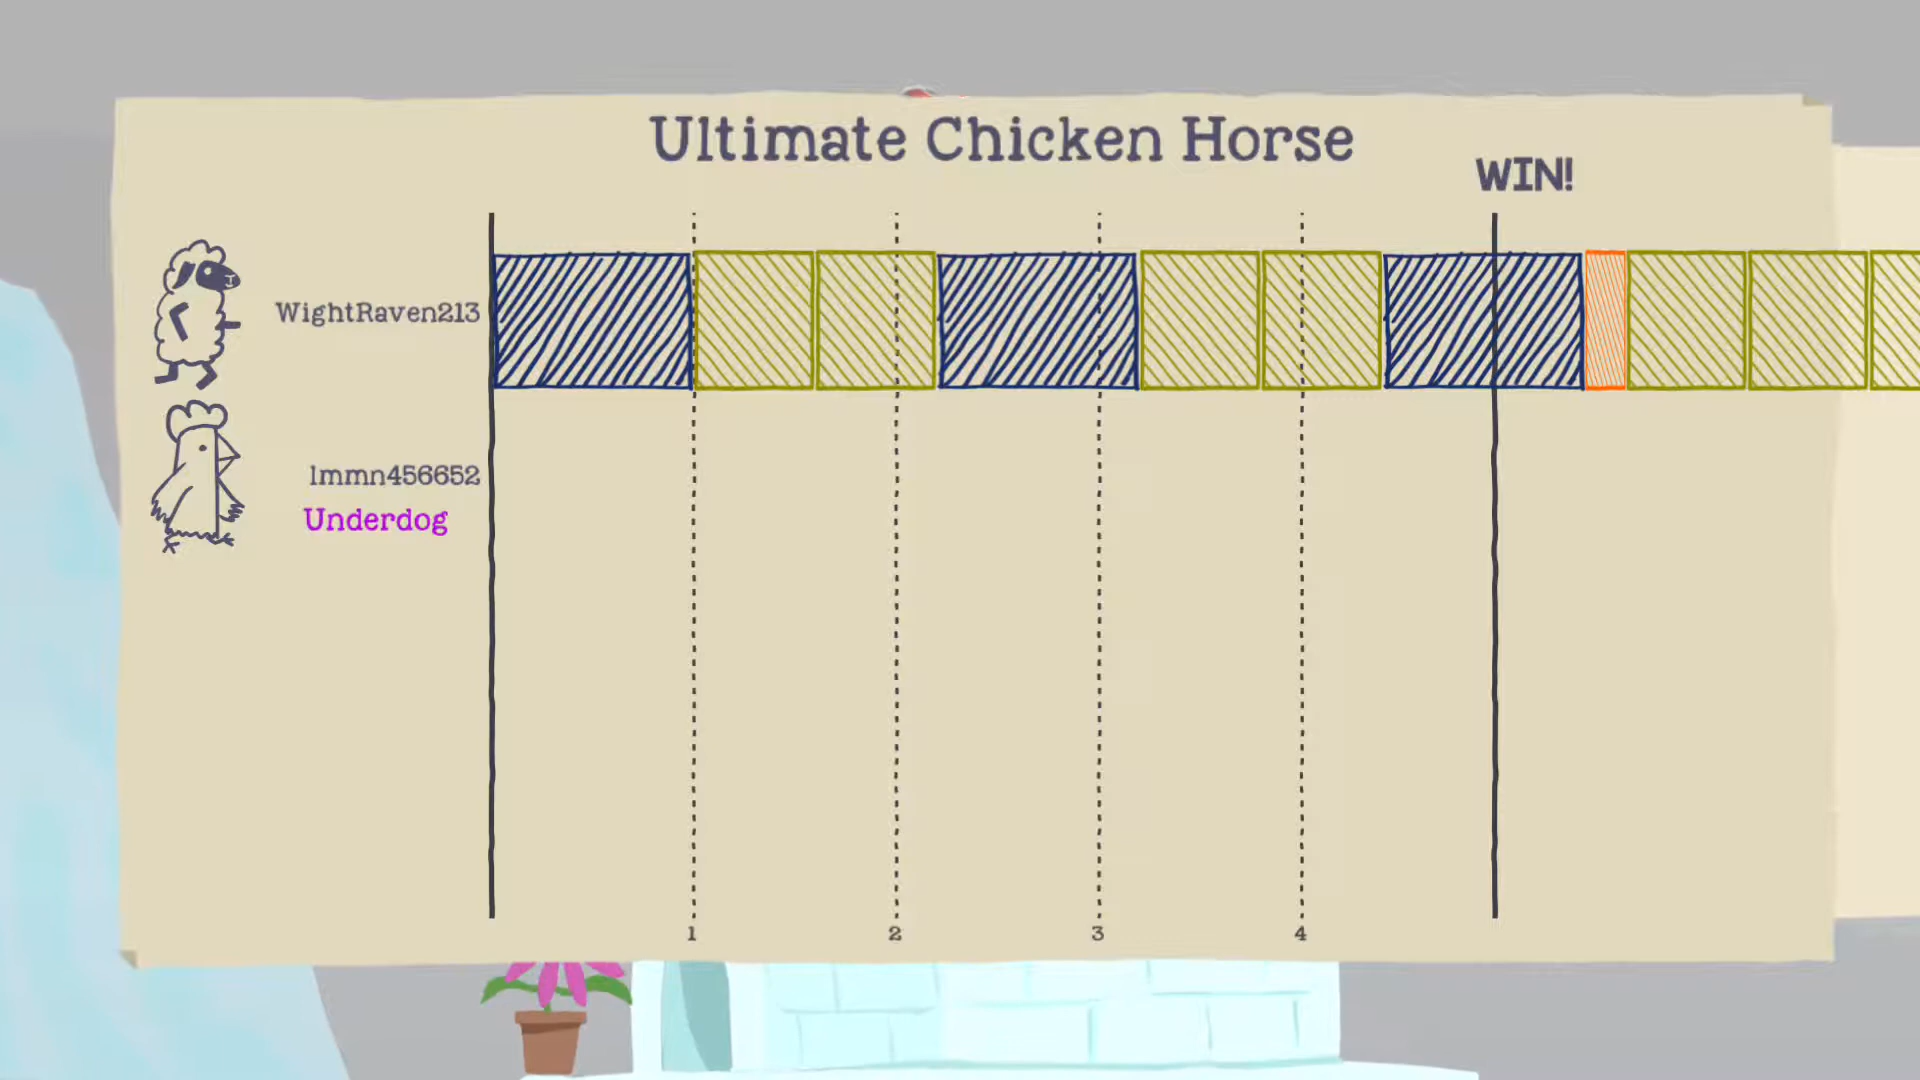 Ultimate Chicken Horse
WIN!
WightRaven213
lmmn456652
Underdog
1
2
3
4